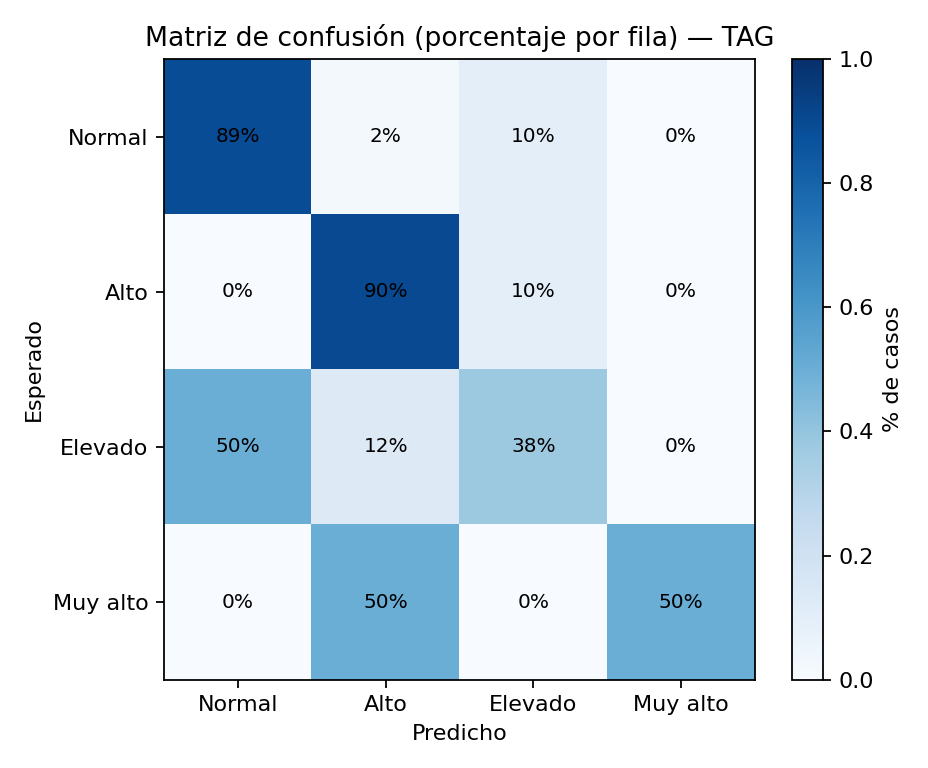 Matriz de confusión (porcentaje por fila) — TAG
Normal 89% 2% 10% 0%
Alto 0% 90% 10% 0%
Elevado 50% 12% 38% 0%
Muy alto 0% 50% 0% 50%
Normal Alto Elevado Muy alto
Predicho
Esperado
1.0
0.8
0.6
0.4
0.2
0.0
% de casos